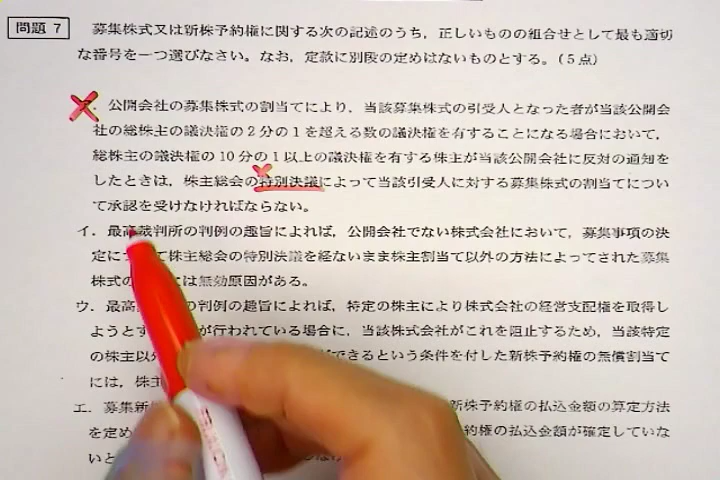 問題 7
募集株式又は新株予約権に関する次の記述のうち，正しいものの組合せとして最も適切
な番号を一つ選びなさい。なお，定款に別段の定めはないものとする。（5点）
ア．公開会社の募集株式の割当てにより，当該募集株式の引受人となった者が当該公開会
社の総株主の議決権の2分の1を超える数の議決権を有することになる場合において，
総株主の議決権の10分の1以上の議決権を有する株主が当該公開会社に反対の通知を
したときは，株主総会の特別決議によって当該引受人に対する募集株式の割当てについ
て承認を受けなければならない。
イ．最高裁判所の判例の趣旨によれば，公開会社でない株式会社において，募集事項の決
定に て株主総会の特別決議を経ないまま株主割当て以外の方法によってされた募集
株式の には無効原因がある。
ウ．最高 の判例の趣旨によれば，特定の株主により株式会社の経営支配権を取得し
ようとす が行われている場合に，当該株式会社がこれを阻止するため，当該特定
の株主以外 ができるという条件を付した新株予約権の無償割当て
には，株主
エ．募集新 新株予約権の払込金額の算定方法
を定め 約権の払込金額が確定していな
いと